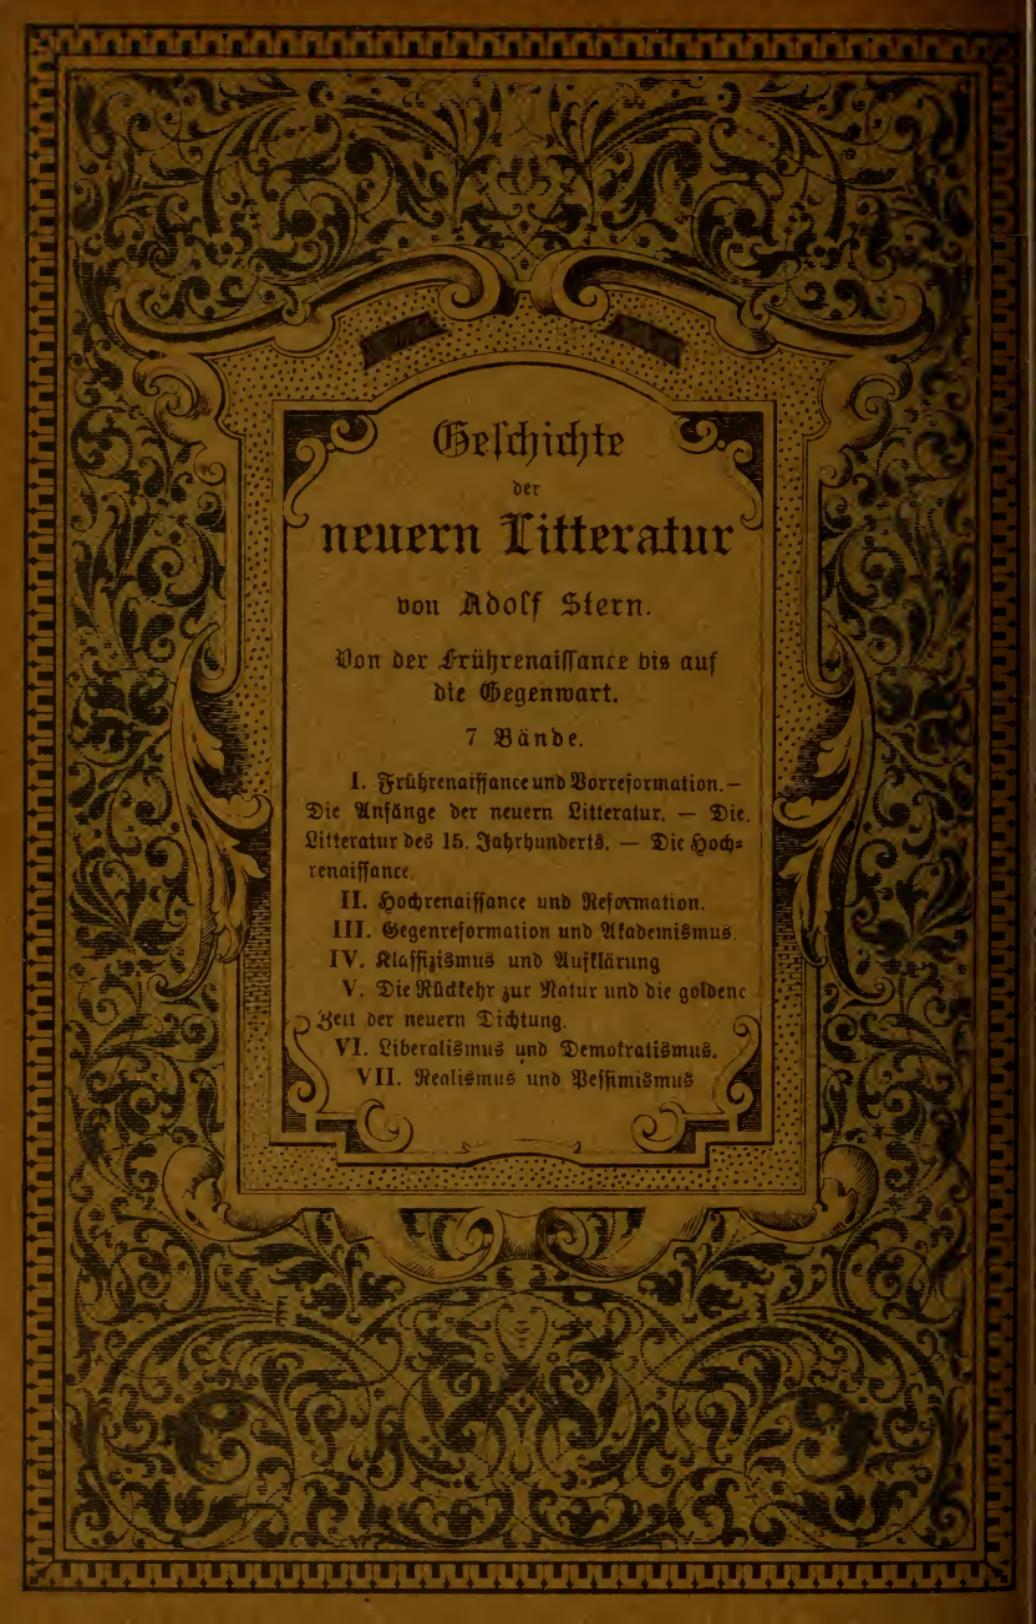 Geschichte
der
neuern Litteratur
von Adolf Stern.
Von der Frührenaissance bis auf
die Gegenwart.
7 Bände.
I. Frührenaissance und Vorreformation. —
Die Anfänge der neuern Litteratur. — Die.
Litteratur des 15. Jahrhunderts. — Die Hoch-
renaissance.
II. Hochrenaissance und Reformation.
III. Gegenreformation und Akademismus.
IV. Klassizismus und Aufklärung
V. Die Rückkehr zur Natur und die goldene
Zeit der neuern Dichtung.
VI. Liberalismus und Demokratismus.
VII. Realismus und Pessimismus